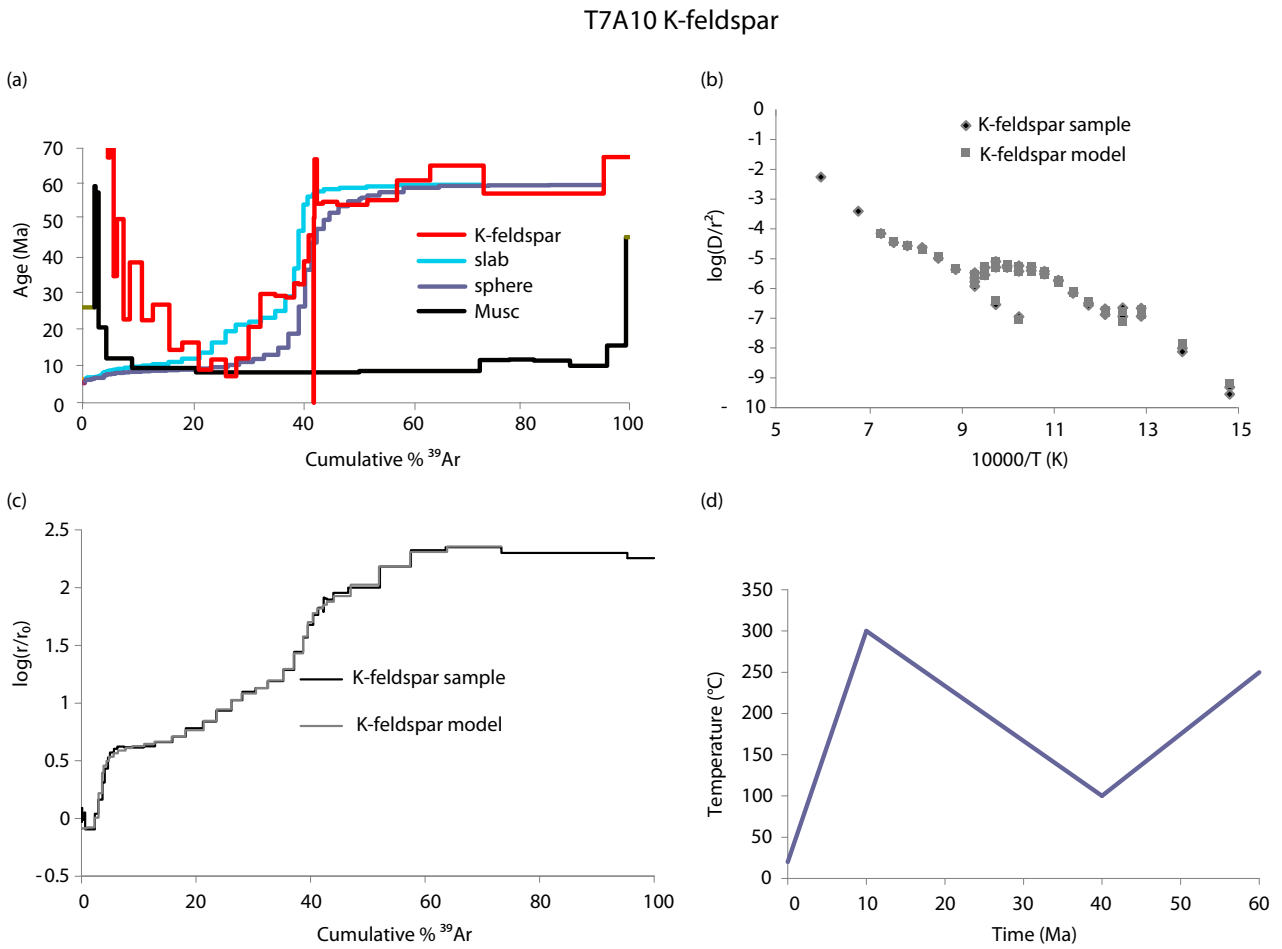 T7A10 K-feldspar
(a)
70
60
50
40
30
20
10
0
Age (Ma)
K-feldspar
slab
sphere
Musc
0 20 40 60 80 100
Cumulative % ³⁹Ar
(b)
0
-1
-2
-3
-4
-5
-6
-7
-8
-9
- 10
log(D/r²)
K-feldspar sample
K-feldspar model
5 7 9 11 13 15
10000/T (K)
(c)
2.5
2
1.5
1
0.5
0
-0.5
log(r/r₀)
K-feldspar sample
K-feldspar model
0 20 40 60 80 100
Cumulative % ³⁹Ar
(d)
350
300
250
200
150
100
50
0
Temperature (°C)
0 10 20 30 40 50 60
Time (Ma)